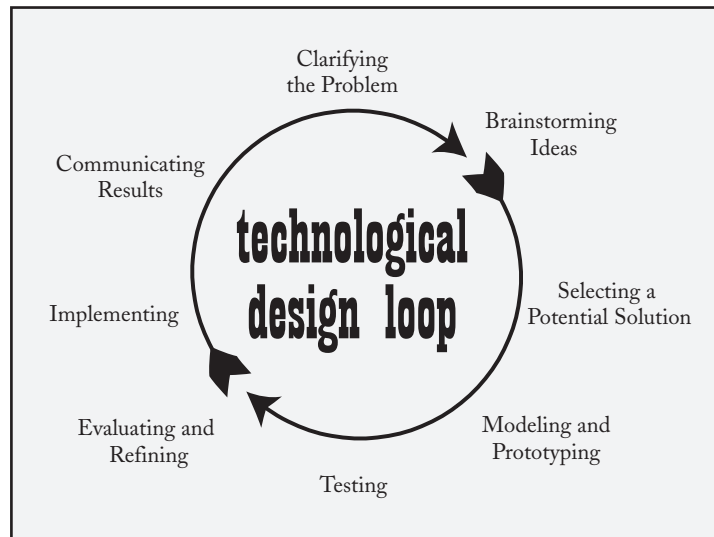 Clarifying
the Problem
Brainstorming
Ideas
Selecting a
Potential Solution
Modeling and
Prototyping
Testing
Evaluating and
Refining
Implementing
Communicating
Results
technological
design loop